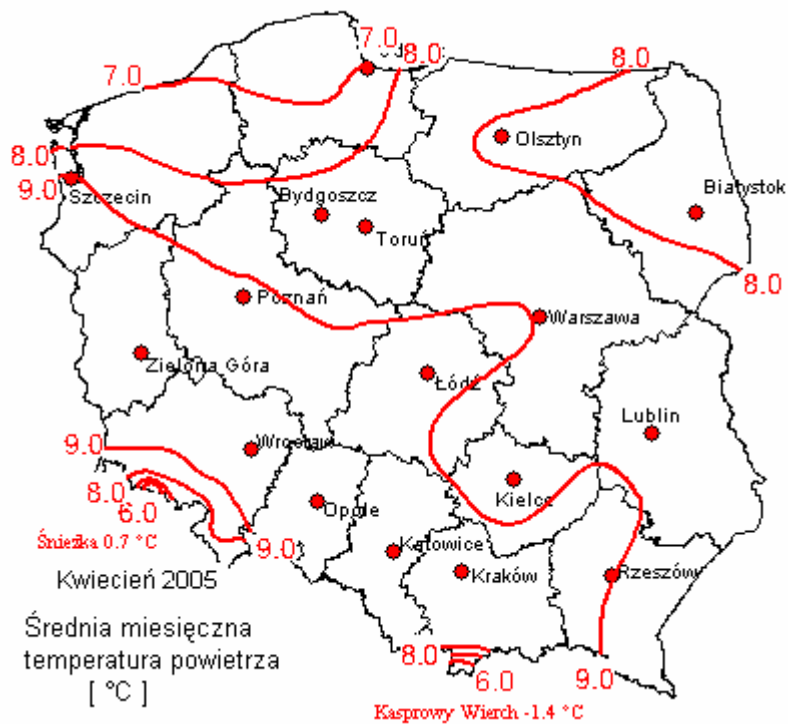 7.0
8.0
8.0
7.0
8.0
Olsztyn
9.0
Szczecin
Białystok
Bydgoszcz
Toruń
8.0
Poznań
Warszawa
Zielona Góra
Łódź
Lublin
9.0
Wrocław
8.0
Kielce
6.0
Opole
Śnieżka 0.7 °C
9.0
Katowice
Kraków
Rzeszów
Kwiecień 2005
Średnia miesięczna
temperatura powietrza
[ °C ]
8.0
6.0
9.0
Kasprowy Wierch -1.4 °C